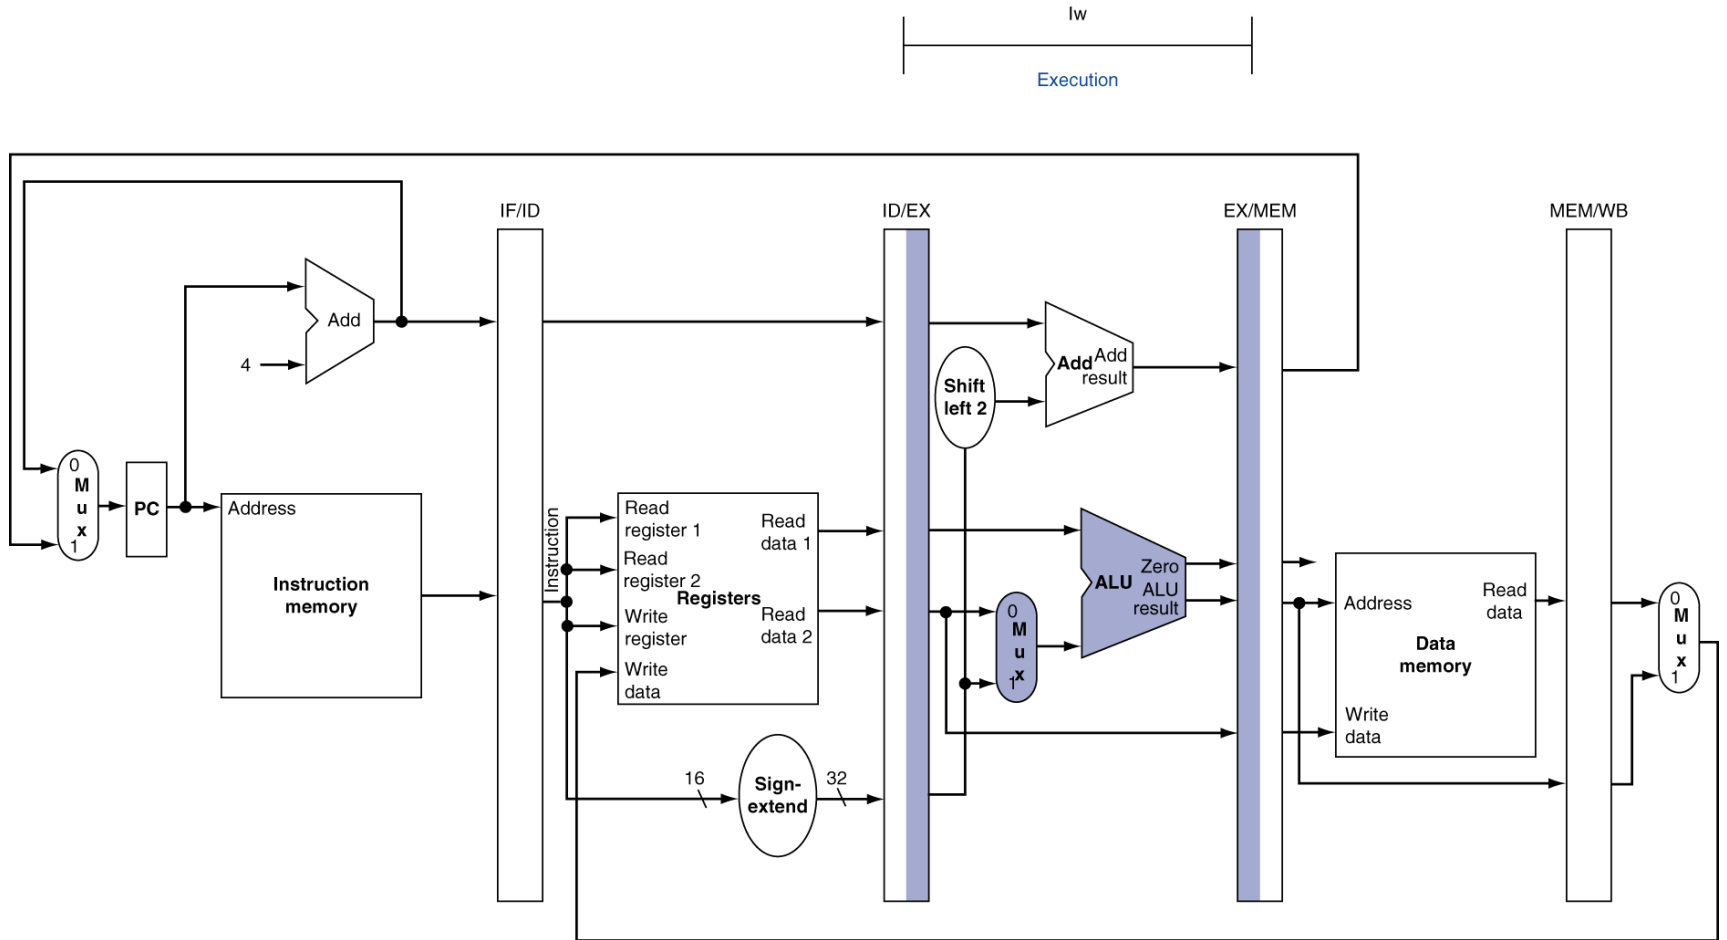 lw
Execution
IF/ID
ID/EX
EX/MEM
MEM/WB
Add
4
Add
Add
result
Shift
left 2
0
M
u
x
1
PC
Address
Instruction
memory
Instruction
Read
register 1
Read
register 2
Write
register
Write
data
Registers
Read
data 1
Read
data 2
0
M
u
x
1
ALU
Zero
ALU
result
Address
Read
data
Data
memory
Write
data
0
M
u
x
1
16
Sign-
extend
32